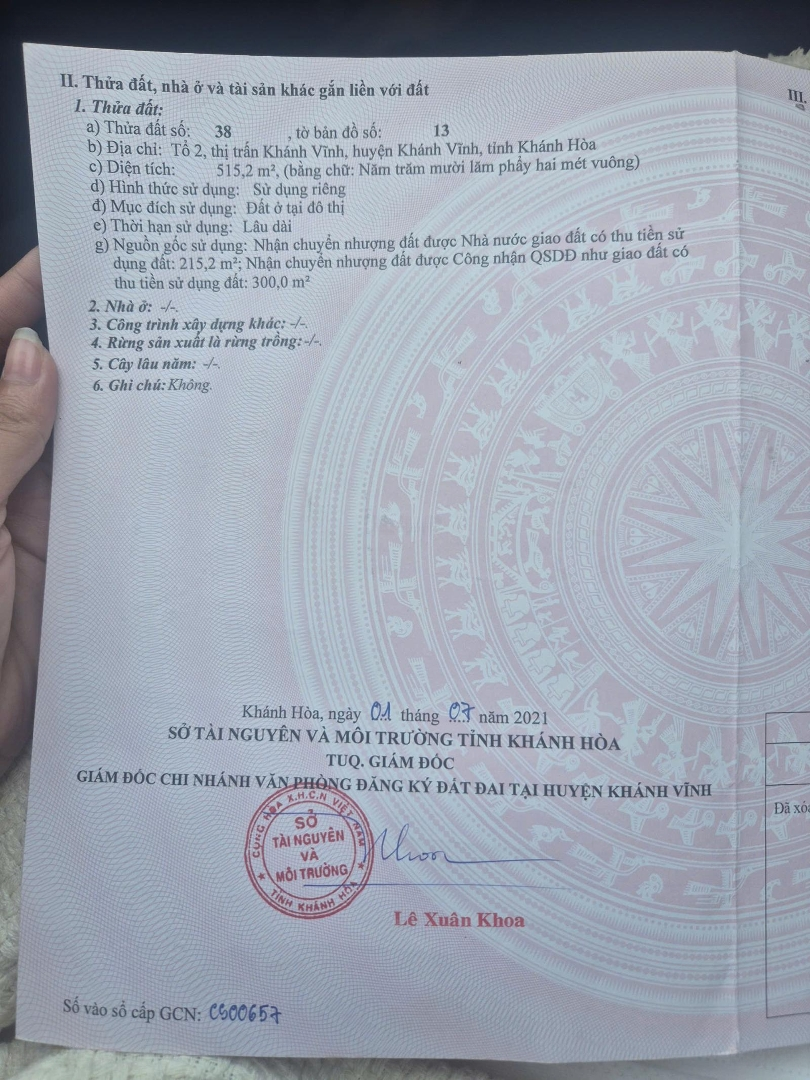 II. Thửa đất, nhà ở và tài sản khác gắn liền với đất
1. Thửa đất:
a) Thửa đất số: 38 , tờ bản đồ số: 13
b) Địa chỉ: Tổ 2, thị trấn Khánh Vĩnh, huyện Khánh Vĩnh, tỉnh Khánh Hòa
c) Diện tích: 515,2 m², (bằng chữ: Năm trăm mười lăm phẩy hai mét vuông)
d) Hình thức sử dụng: Sử dụng riêng
đ) Mục đích sử dụng: Đất ở tại đô thị
e) Thời hạn sử dụng: Lâu dài
g) Nguồn gốc sử dụng: Nhận chuyển nhượng đất được Nhà nước giao đất có thu tiền sử
dụng đất: 215,2 m²; Nhận chuyển nhượng đất được Công nhận QSDĐ như giao đất có
thu tiền sử dụng đất: 300,0 m²
2. Nhà ở: -/-.
3. Công trình xây dựng khác: -/-.
4. Rừng sản xuất là rừng trồng: -/-.
5. Cây lâu năm: -/-.
6. Ghi chú: Không.
III.
Khánh Hòa, ngày 01 tháng 07 năm 2021
SỞ TÀI NGUYÊN VÀ MÔI TRƯỜNG TỈNH KHÁNH HÒA
TUQ. GIÁM ĐỐC
GIÁM ĐỐC CHI NHÁNH VĂN PHÒNG ĐĂNG KÝ ĐẤT ĐAI TẠI HUYỆN KHÁNH VĨNH
CỘNG HÒA X.H.C.N VIỆT NAM
SỞ
TÀI NGUYÊN
VÀ
MÔI TRƯỜNG
TỈNH KHÁNH HÒA
Khoa
Lê Xuân Khoa
Đã xóa
Số vào sổ cấp GCN: CS00657